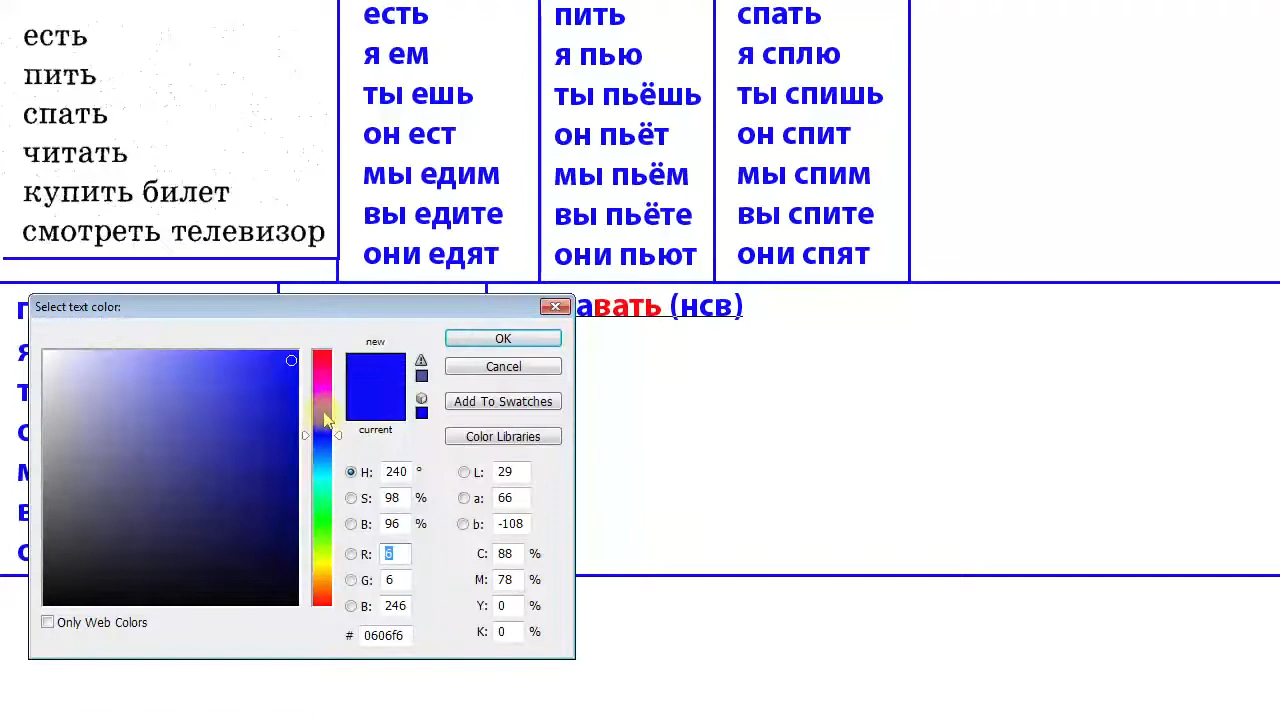 есть
пить
спать
читать
купить билет
смотреть телевизор
есть
я ем
ты ешь
он ест
мы едим
вы едите
они едят
пить
я пью
ты пьёшь
он пьёт
мы пьём
вы пьёте
они пьют
спать
я сплю
ты спишь
он спит
мы спим
вы спите
они спят
авать (нсв)
Select text color:
new
current
OK
Cancel
Add To Swatches
Color Libraries
H: 240 °
S: 98 %
B: 96 %
R: 6
G: 6
B: 246
# 0606f6
L: 29
a: 66
b: -108
C: 88 %
M: 78 %
Y: 0 %
K: 0 %
Only Web Colors